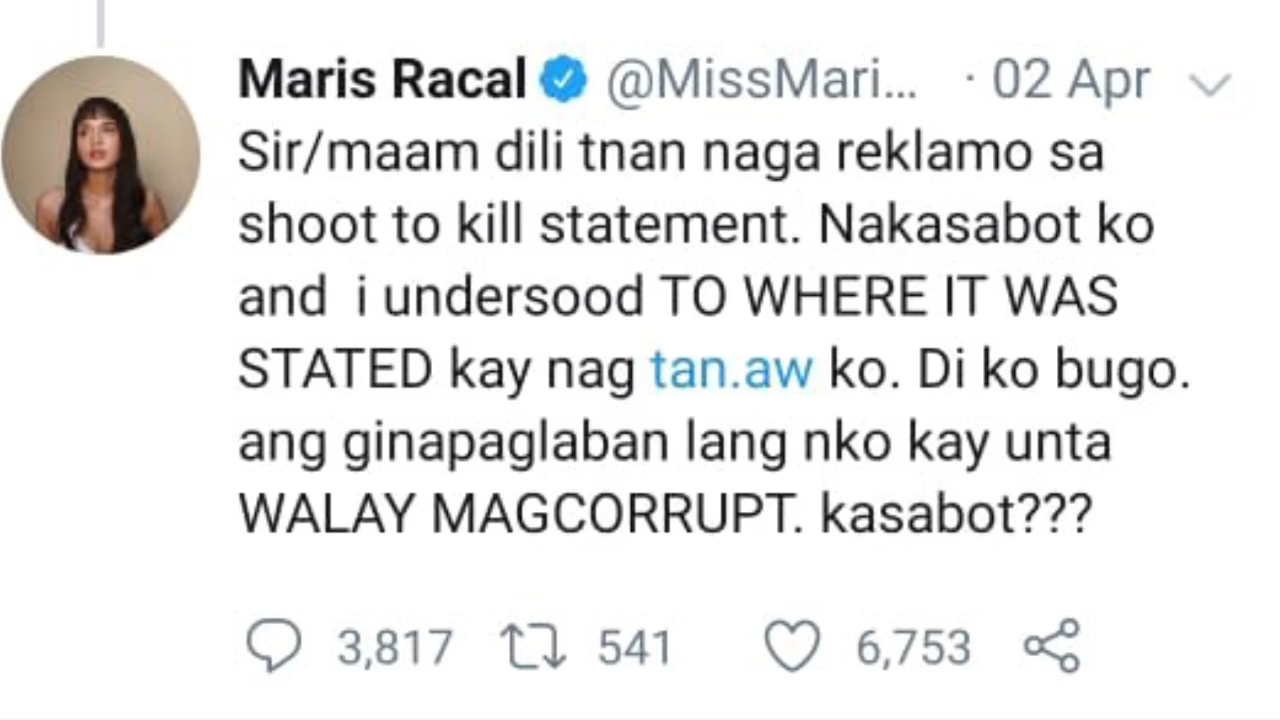 Maris Racal @MissMari... · 02 Apr
Sir/maam dili tnan naga reklamo sa
shoot to kill statement. Nakasabot ko
and i undersood TO WHERE IT WAS
STATED kay nag tan.aw ko. Di ko bugo.
ang ginapaglaban lang nko kay unta
WALAY MAGCORRUPT. kasabot???
3,817 541 6,753